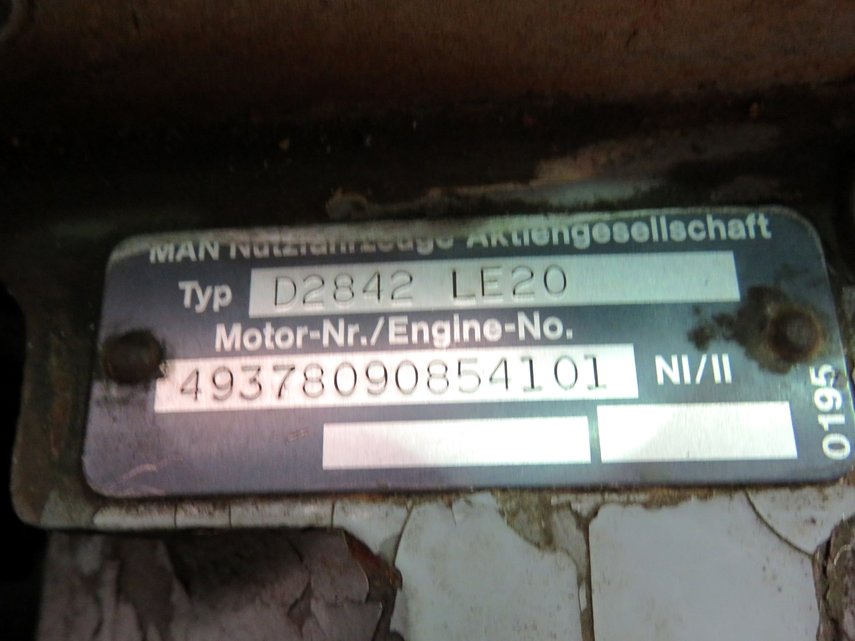 MAN Nutzfahrzeuge Aktiengesellschaft
Typ D2842 LE20
Motor-Nr./Engine-No.
49378090854101 NI/II
0195